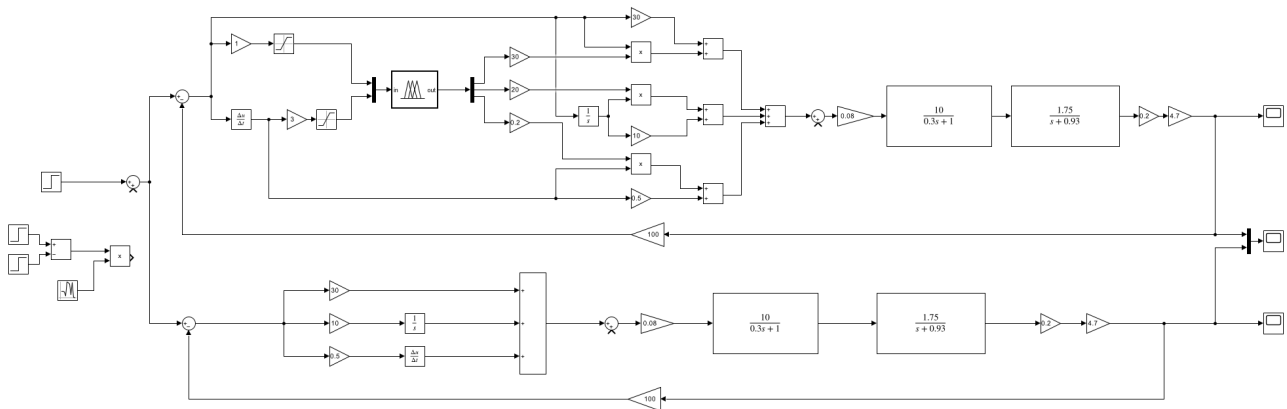 30
1
+
x
+
30
+
−
in
out
20
x
+
+
+
+
10
0.3s + 1
1.75
s + 0.93
0.2
4.7
Δu
Δt
3
1
s
+
+
0.08
0.2
10
x
+
+
0.5
+
100
x
+
−
+
−
30
+
10
1
s
+
0.08
10
0.3s + 1
1.75
s + 0.93
0.2
4.7
0.5
Δu
Δt
+
100